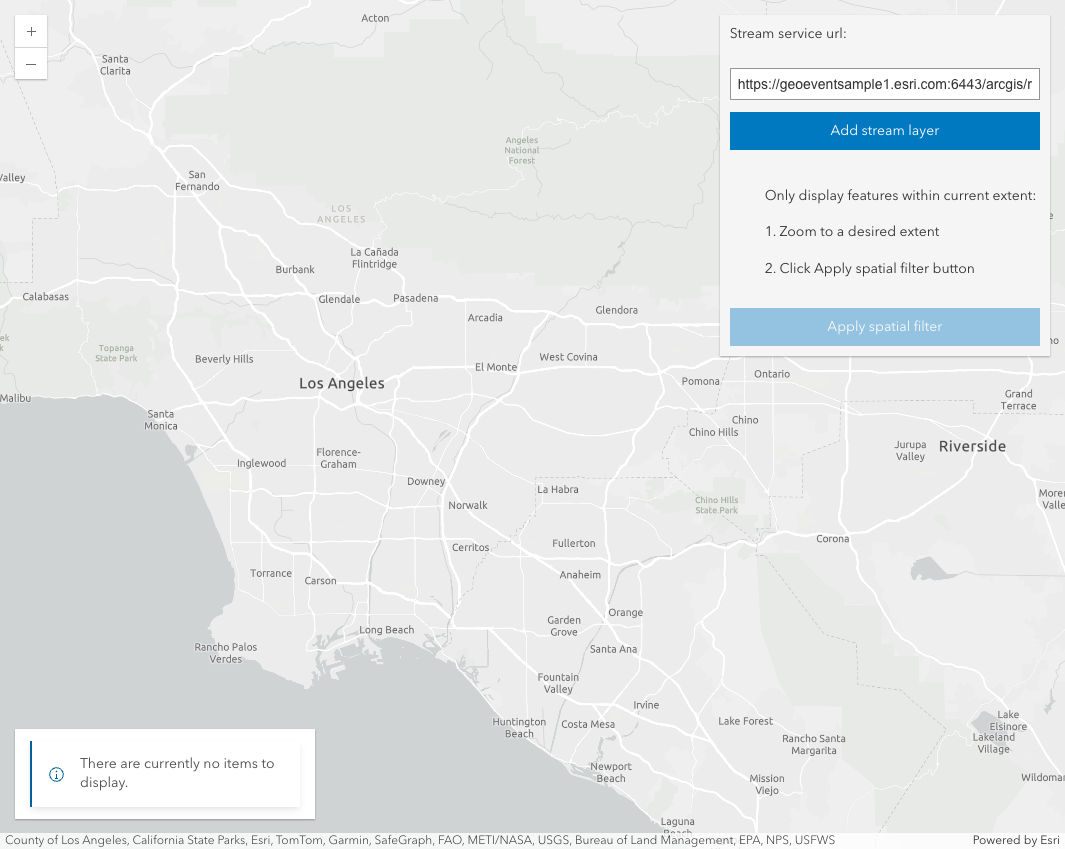 +
−
Acton
Santa
Clarita
Stream service url:
https://geoeventsample1.esri.com:6443/arcgis/r
Add stream layer
Only display features within current extent:
1. Zoom to a desired extent
2. Click Apply spatial filter button
Apply spatial filter
Angeles
National
Forest
Valley
San
Fernando
LOS
ANGELES
La Cañada
Flintridge
Burbank
Calabasas
Glendale
Pasadena
Arcadia
Glendora
Topanga
State Park
Beverly Hills
West Covina
El Monte
Los Angeles
Pomona
Ontario
Malibu
Santa
Monica
Grand
Terrace
Chino
Chino Hills
Jurupa
Valley
Riverside
Florence-
Graham
Inglewood
Downey
La Habra
Norwalk
Chino Hills
State Park
More
Valle
Corona
Cerritos
Fullerton
Torrance
Carson
Anaheim
Orange
Garden
Grove
Long Beach
Rancho Palos
Verdes
Santa Ana
Fountain
Valley
Irvine
Huntington
Beach
Costa Mesa
Lake Forest
Rancho Santa
Margarita
Lake
Elsinore
Lakeland
Village
Newport
Beach
Mission
Viejo
Wildomar
Laguna
Beach
There are currently no items to
display.
County of Los Angeles, California State Parks, Esri, TomTom, Garmin, SafeGraph, FAO, METI/NASA, USGS, Bureau of Land Management, EPA, NPS, USFWS
Powered by Esri